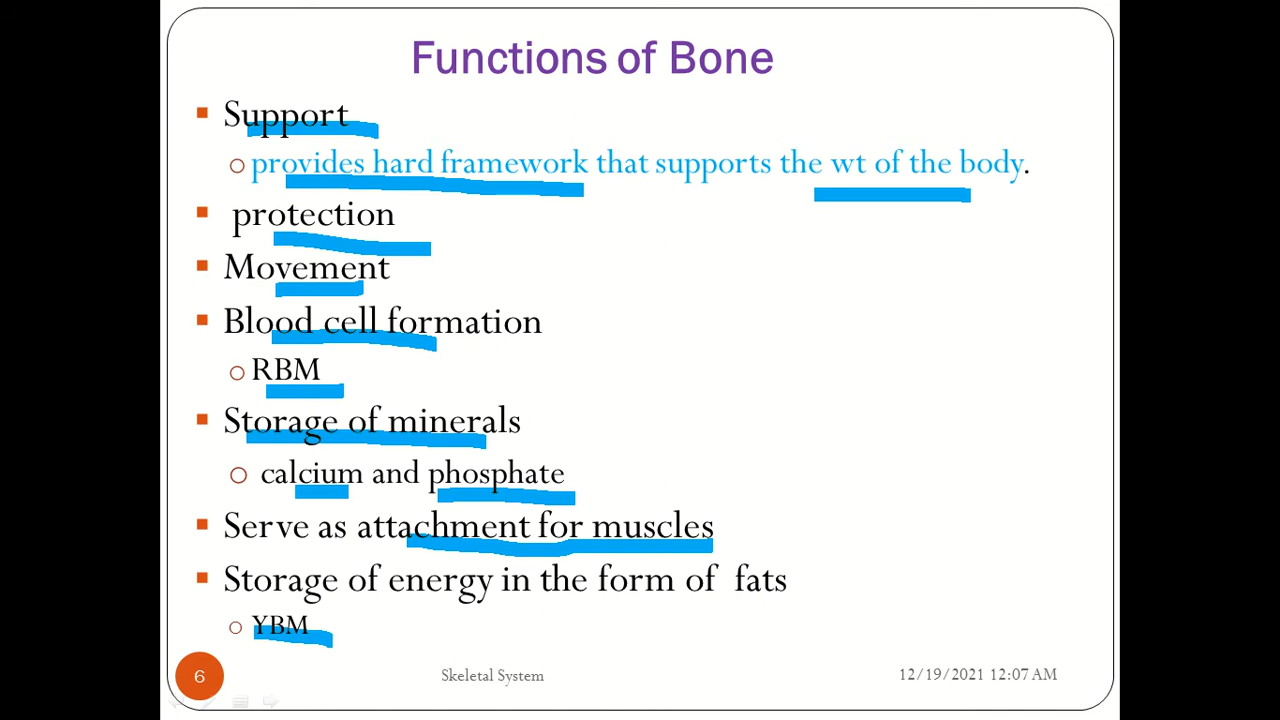 Functions of Bone
Support
provides hard framework that supports the wt of the body.
protection
Movement
Blood cell formation
RBM
Storage of minerals
calcium and phosphate
Serve as attachment for muscles
Storage of energy in the form of fats
YBM
6 Skeletal System 12/19/2021 12:07 AM